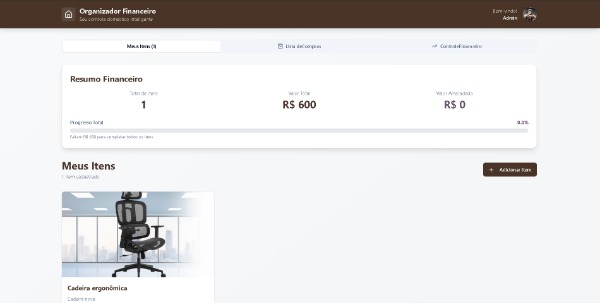 Organizador Financeiro
Seu controle doméstico inteligente
Bem-vindo!
Admin
Meus Itens (1)
Lista de Compras
Controle Financeiro
Resumo Financeiro
Total de Itens
Valor Total
Valor Arrecadado
1
R$ 600
R$ 0
Progresso Total
0.0%
Faltam R$ 600 para completar todos os itens
Meus Itens
1 item cadastrado
+ Adicionar Item
Cadeira ergonômica
Cadeira nova